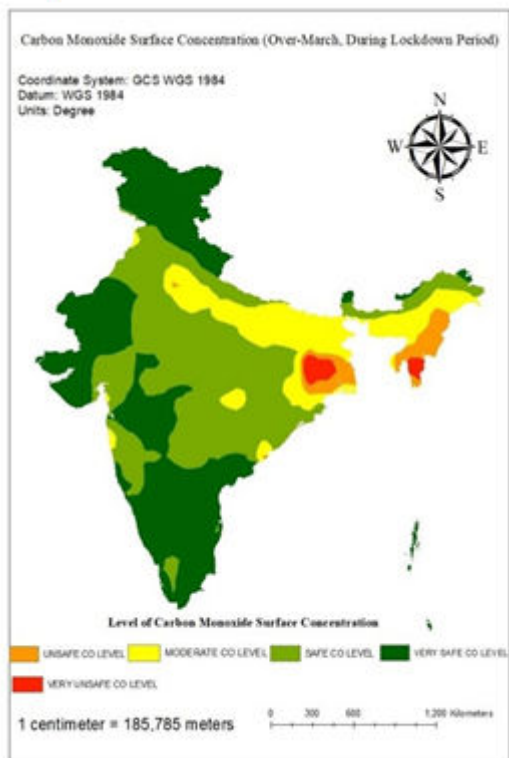 Carbon Monoxide Surface Concentration (Over-March, During Lockdown Period)
Coordinate System: GCS WGS 1984
Datum: WGS 1984
Units: Degree
N
W E
S
Level of Carbon Monoxide Surface Concentration
UNSAFE CO LEVEL MODERATE CO LEVEL SAFE CO LEVEL VERY SAFE CO LEVEL
VERY UNSAFE CO LEVEL
1 centimeter = 185,785 meters
0 300 600 1,200 Kilometers